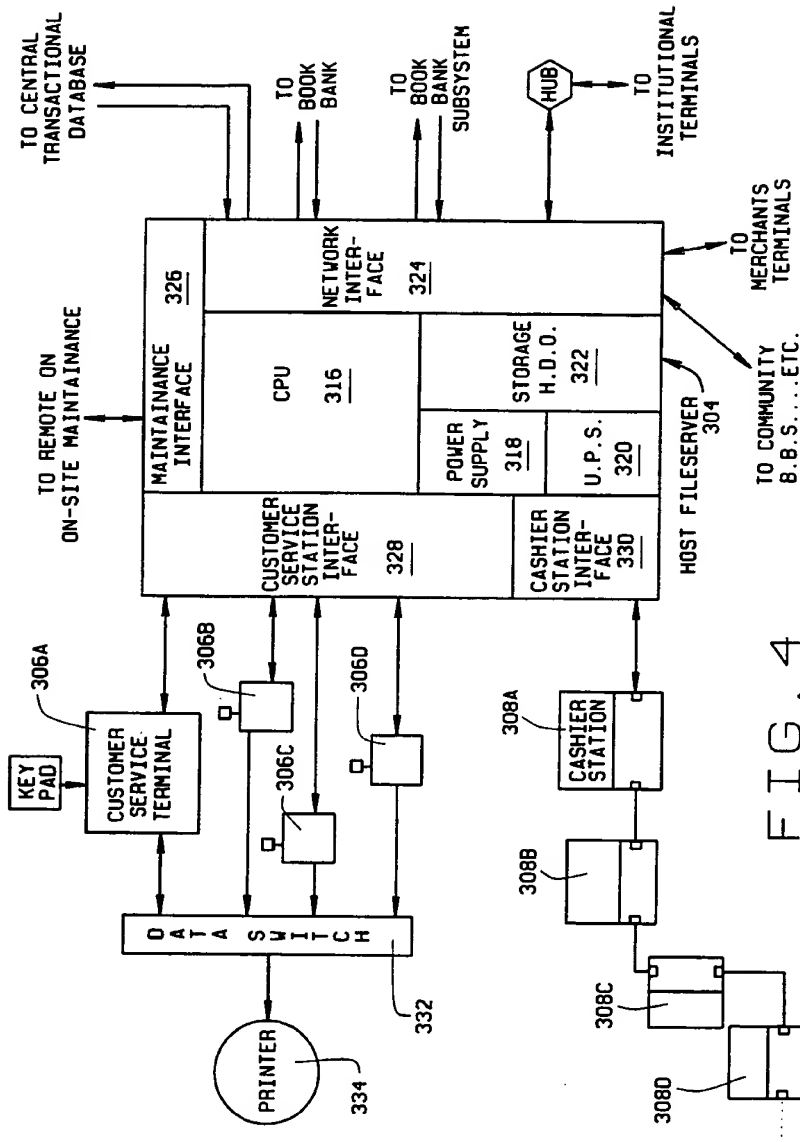 TO CENTRAL
TRANSACTIONAL
DATABASE
TO
BOOK
BANK
TO
BOOK
BANK
SUBSYSTEM
HUB
TO
INSTITUTIONAL
TERMINALS
TO REMOTE ON
ON-SITE MAINTAINANCE
MAINTAINANCE
INTERFACE
326
NETWORK
INTER-
FACE
324
CPU
316
STORAGE
H.D.D.
322
POWER
SUPPLY
318
U.P.S.
320
CUSTOMER
SERVICE
STATION
INTER-
FACE
328
CASHIER
STATION
INTER-
FACE
330
HOST FILESERVER
304
TO
MERCHANTS
TERMINALS
TO COMMUNITY
B.B.S....ETC.
KEY
PAD
CUSTOMER
SERVICE-
TERMINAL
306A
306B
306C
306D
DATA SWITCH
332
PRINTER
334
CASHIER
STATION
308A
308B
308C
308D
FIG. 4